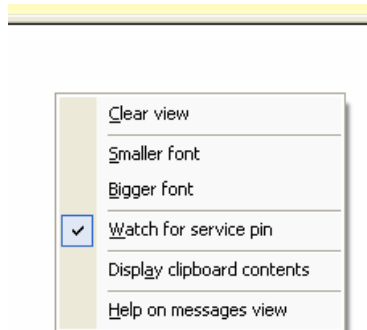 Clear view
Smaller font
Bigger font
Watch for service pin
Display clipboard contents
Help on messages view